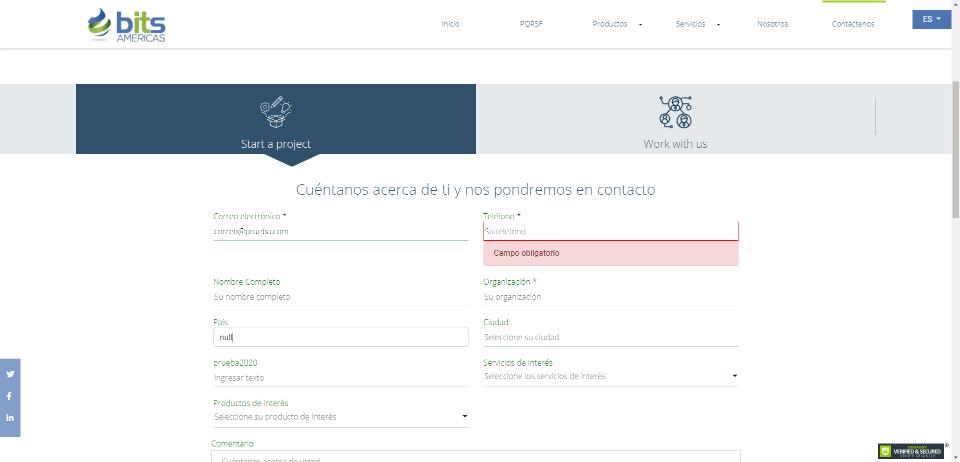 bits
AMERICAS
Inicio
PQRSF
Productos
Servicios
Nosotros
Contáctenos
ES
Start a project
Work with us
Cuéntanos acerca de ti y nos pondremos en contacto
Correo electrónico *
Teléfono *
correo@prueba.com
Su teléfono
Campo obligatorio
Nombre Completo
Organización *
Su nombre completo
Su organización
País
Ciudad
null
Seleccione su ciudad
prueba2020
Servicios de interés
Ingresar texto
Seleccione los servicios de interés
Productos de interés
Seleccione su producto de interés
Comentario
Cuéntenos acerca de usted
VERIFIED & SECURED